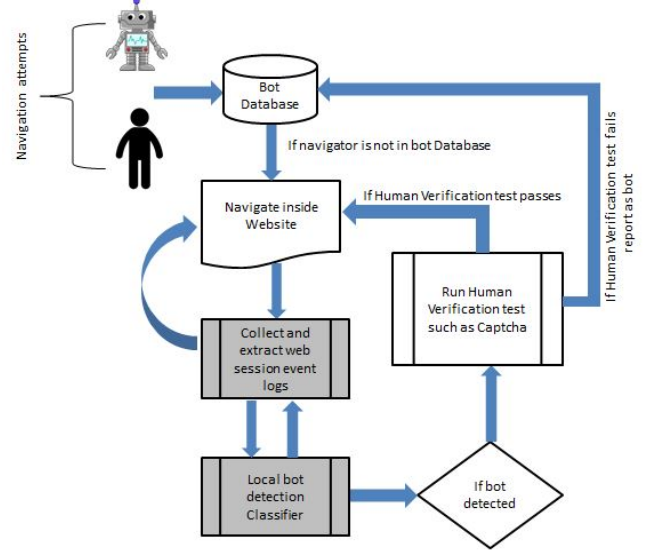 Navigation attempts
Bot
Database
If navigator is not in bot Database
Navigate inside
Website
If Human Verification test passes
If Human Verification test fails
report as bot
Run Human
Verification test
such as Captcha
Collect and
extract web
session event
logs
Local bot
detection
Classifier
If bot
detected